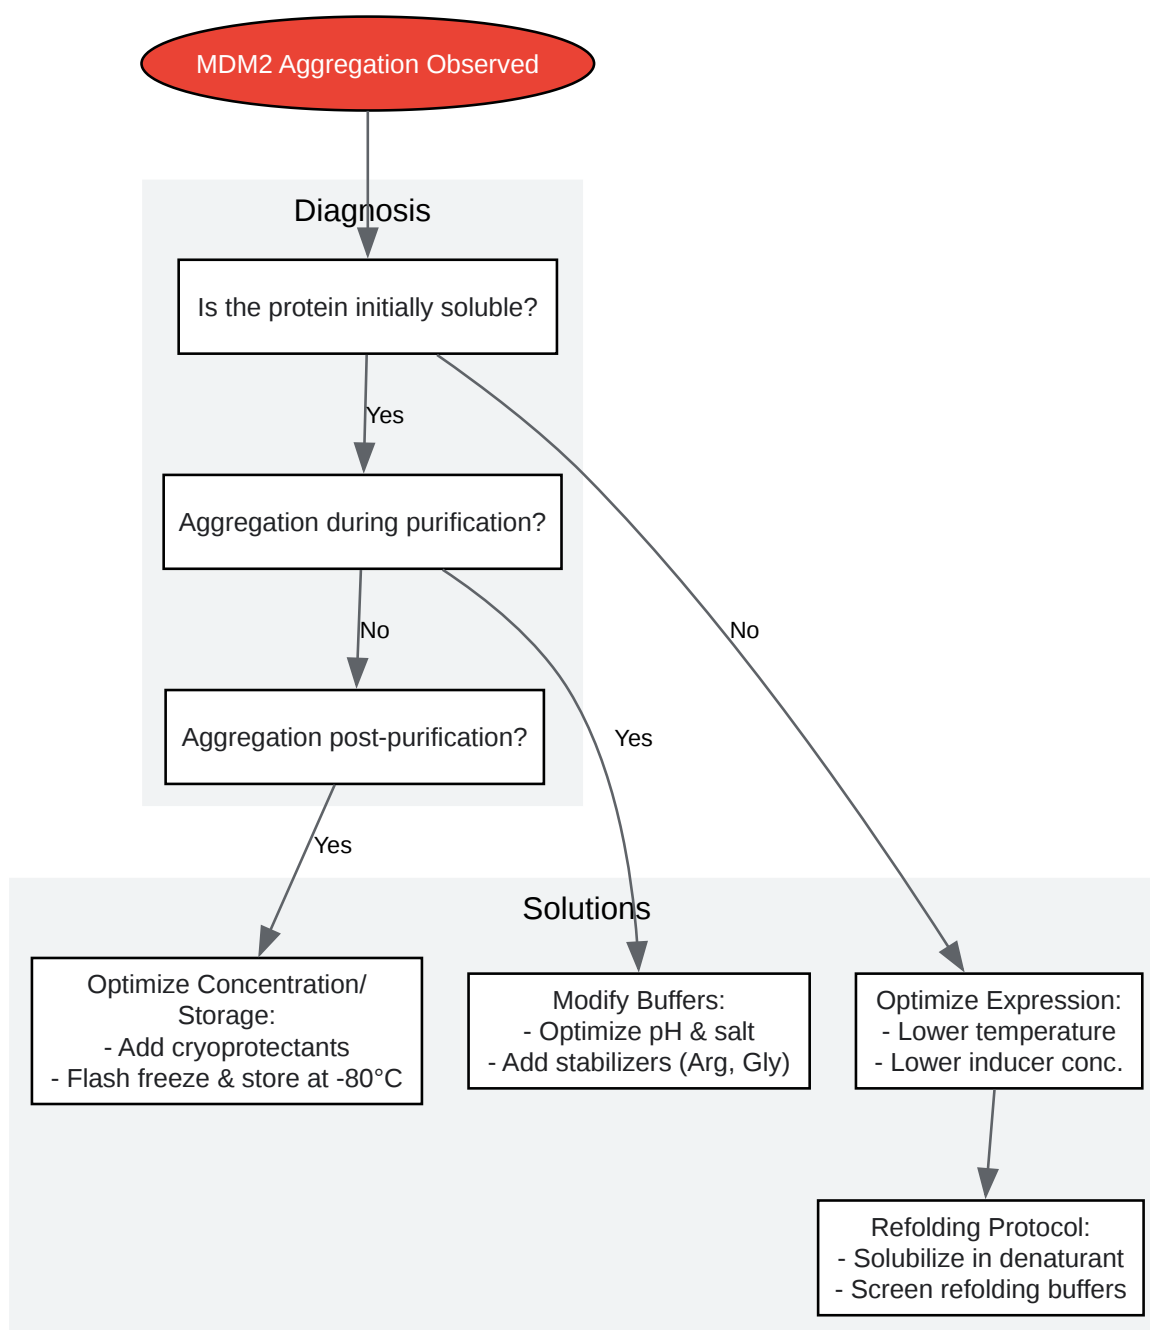 MDM2 Aggregation Observed
Diagnosis
Is the protein initially soluble?
Yes
Aggregation during purification?
No
No
Aggregation post-purification?
Yes
Yes
Solutions
Optimize Concentration/
Storage:
- Add cryoprotectants
- Flash freeze & store at -80°C
Modify Buffers:
- Optimize pH & salt
- Add stabilizers (Arg, Gly)
Optimize Expression:
- Lower temperature
- Lower inducer conc.
Refolding Protocol:
- Solubilize in denaturant
- Screen refolding buffers